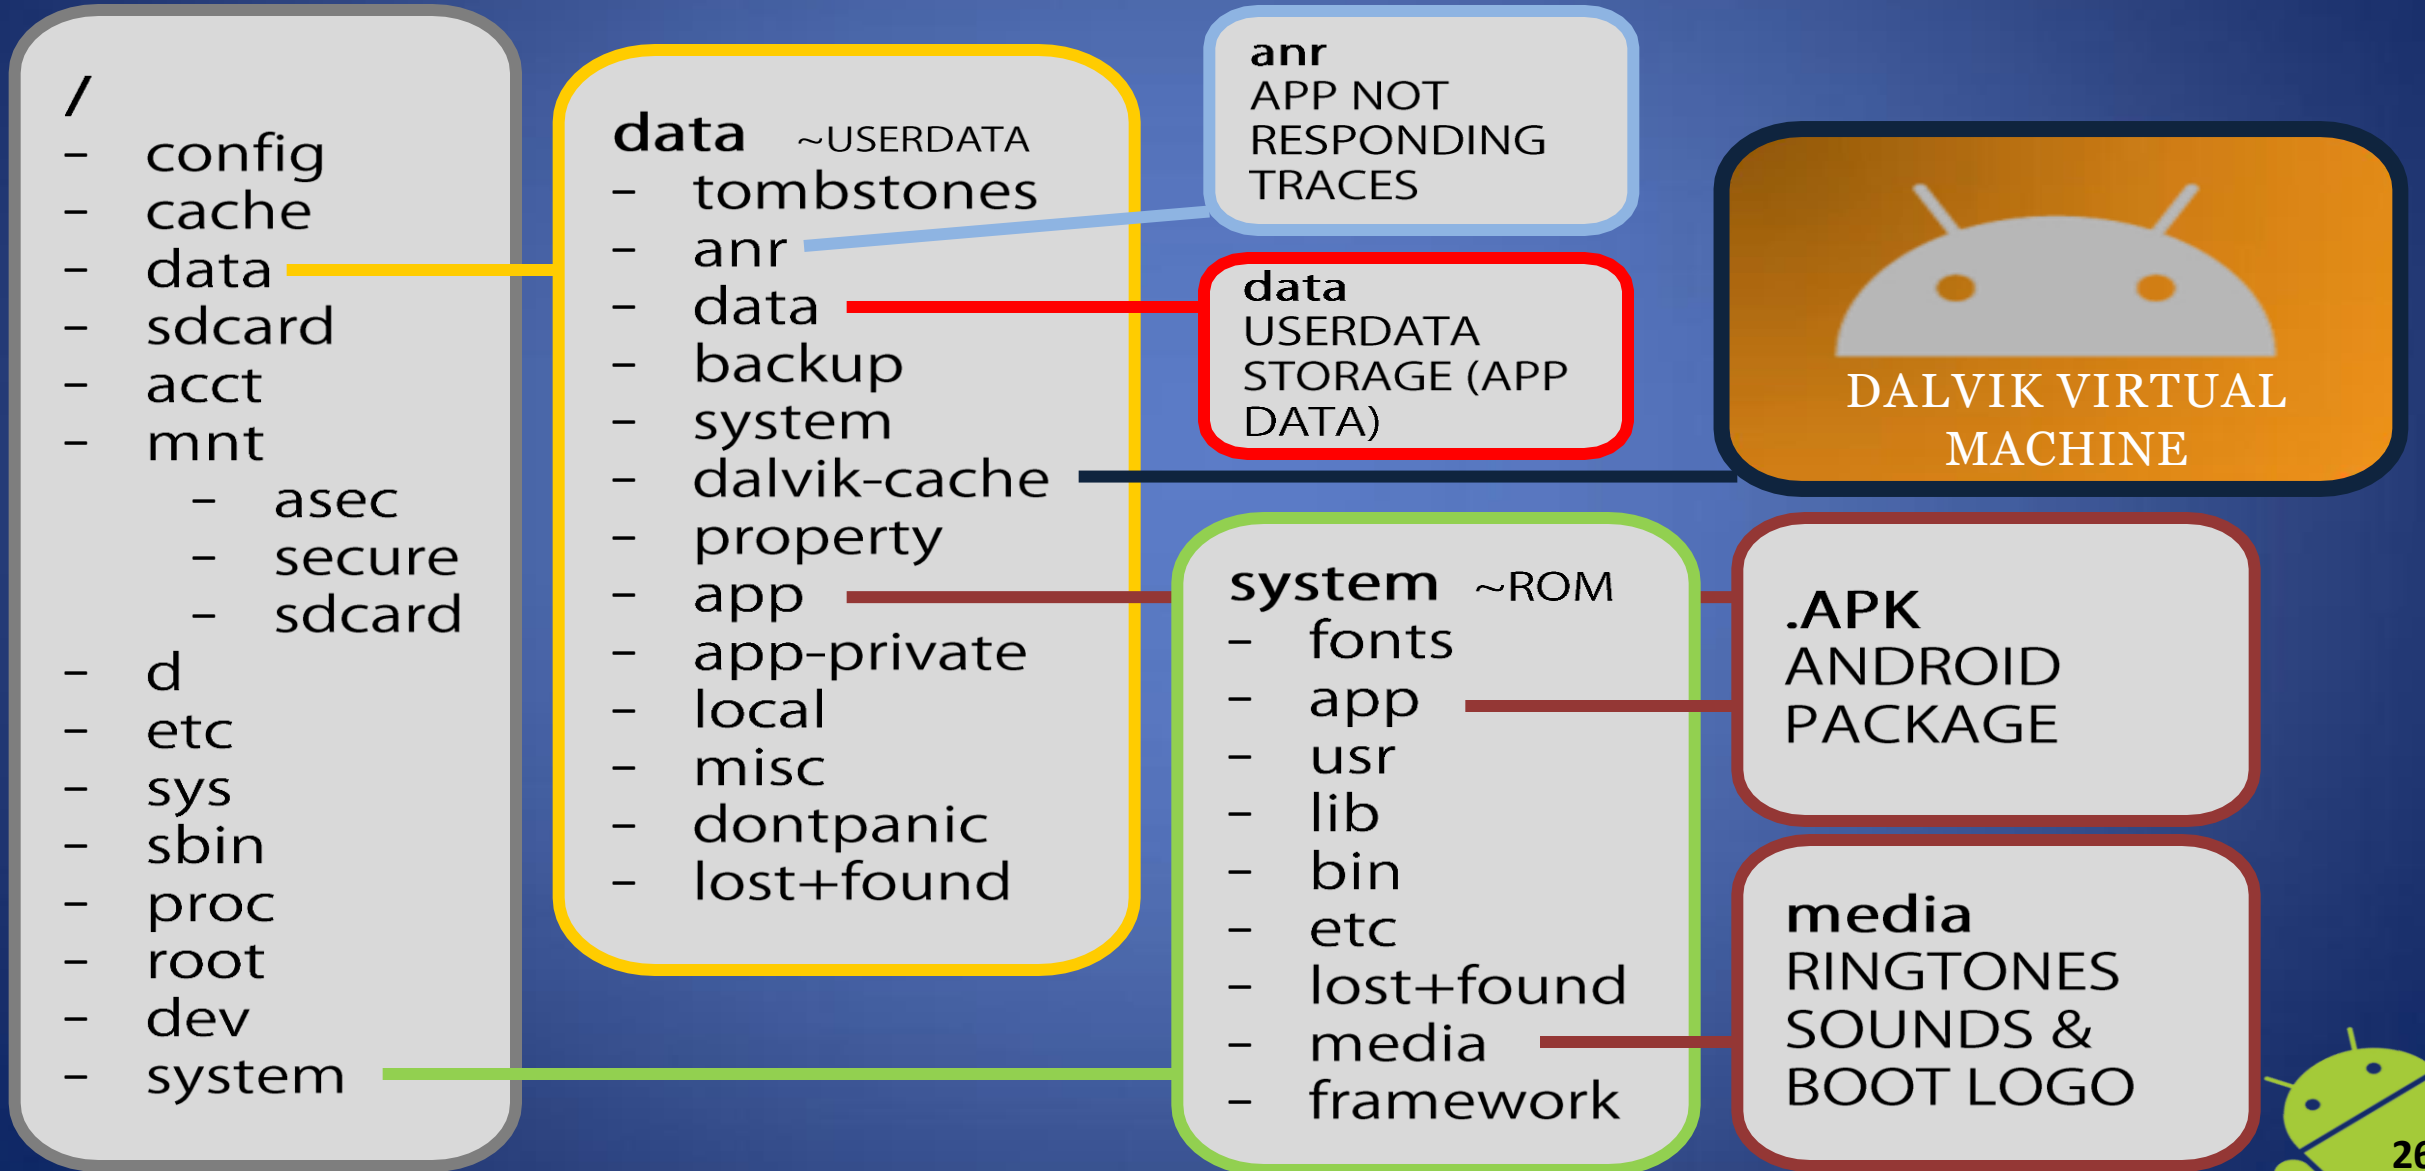 /
- config
- cache
- data
- sdcard
- acct
- mnt
- asec
- secure
- sdcard
- d
- etc
- sys
- sbin
- proc
- root
- dev
- system
data ~USERDATA
- tombstones
- anr
- data
- backup
- system
- dalvik-cache
- property
- app
- app-private
- local
- misc
- dontpanic
- lost+found
anr
APP NOT
RESPONDING
TRACES
data
USERDATA
STORAGE (APP
DATA)
DALVIK VIRTUAL
MACHINE
system ~ROM
- fonts
- app
- usr
- lib
- bin
- etc
- lost+found
- media
- framework
.APK
ANDROID
PACKAGE
media
RINGTONES
SOUNDS &
BOOT LOGO
26